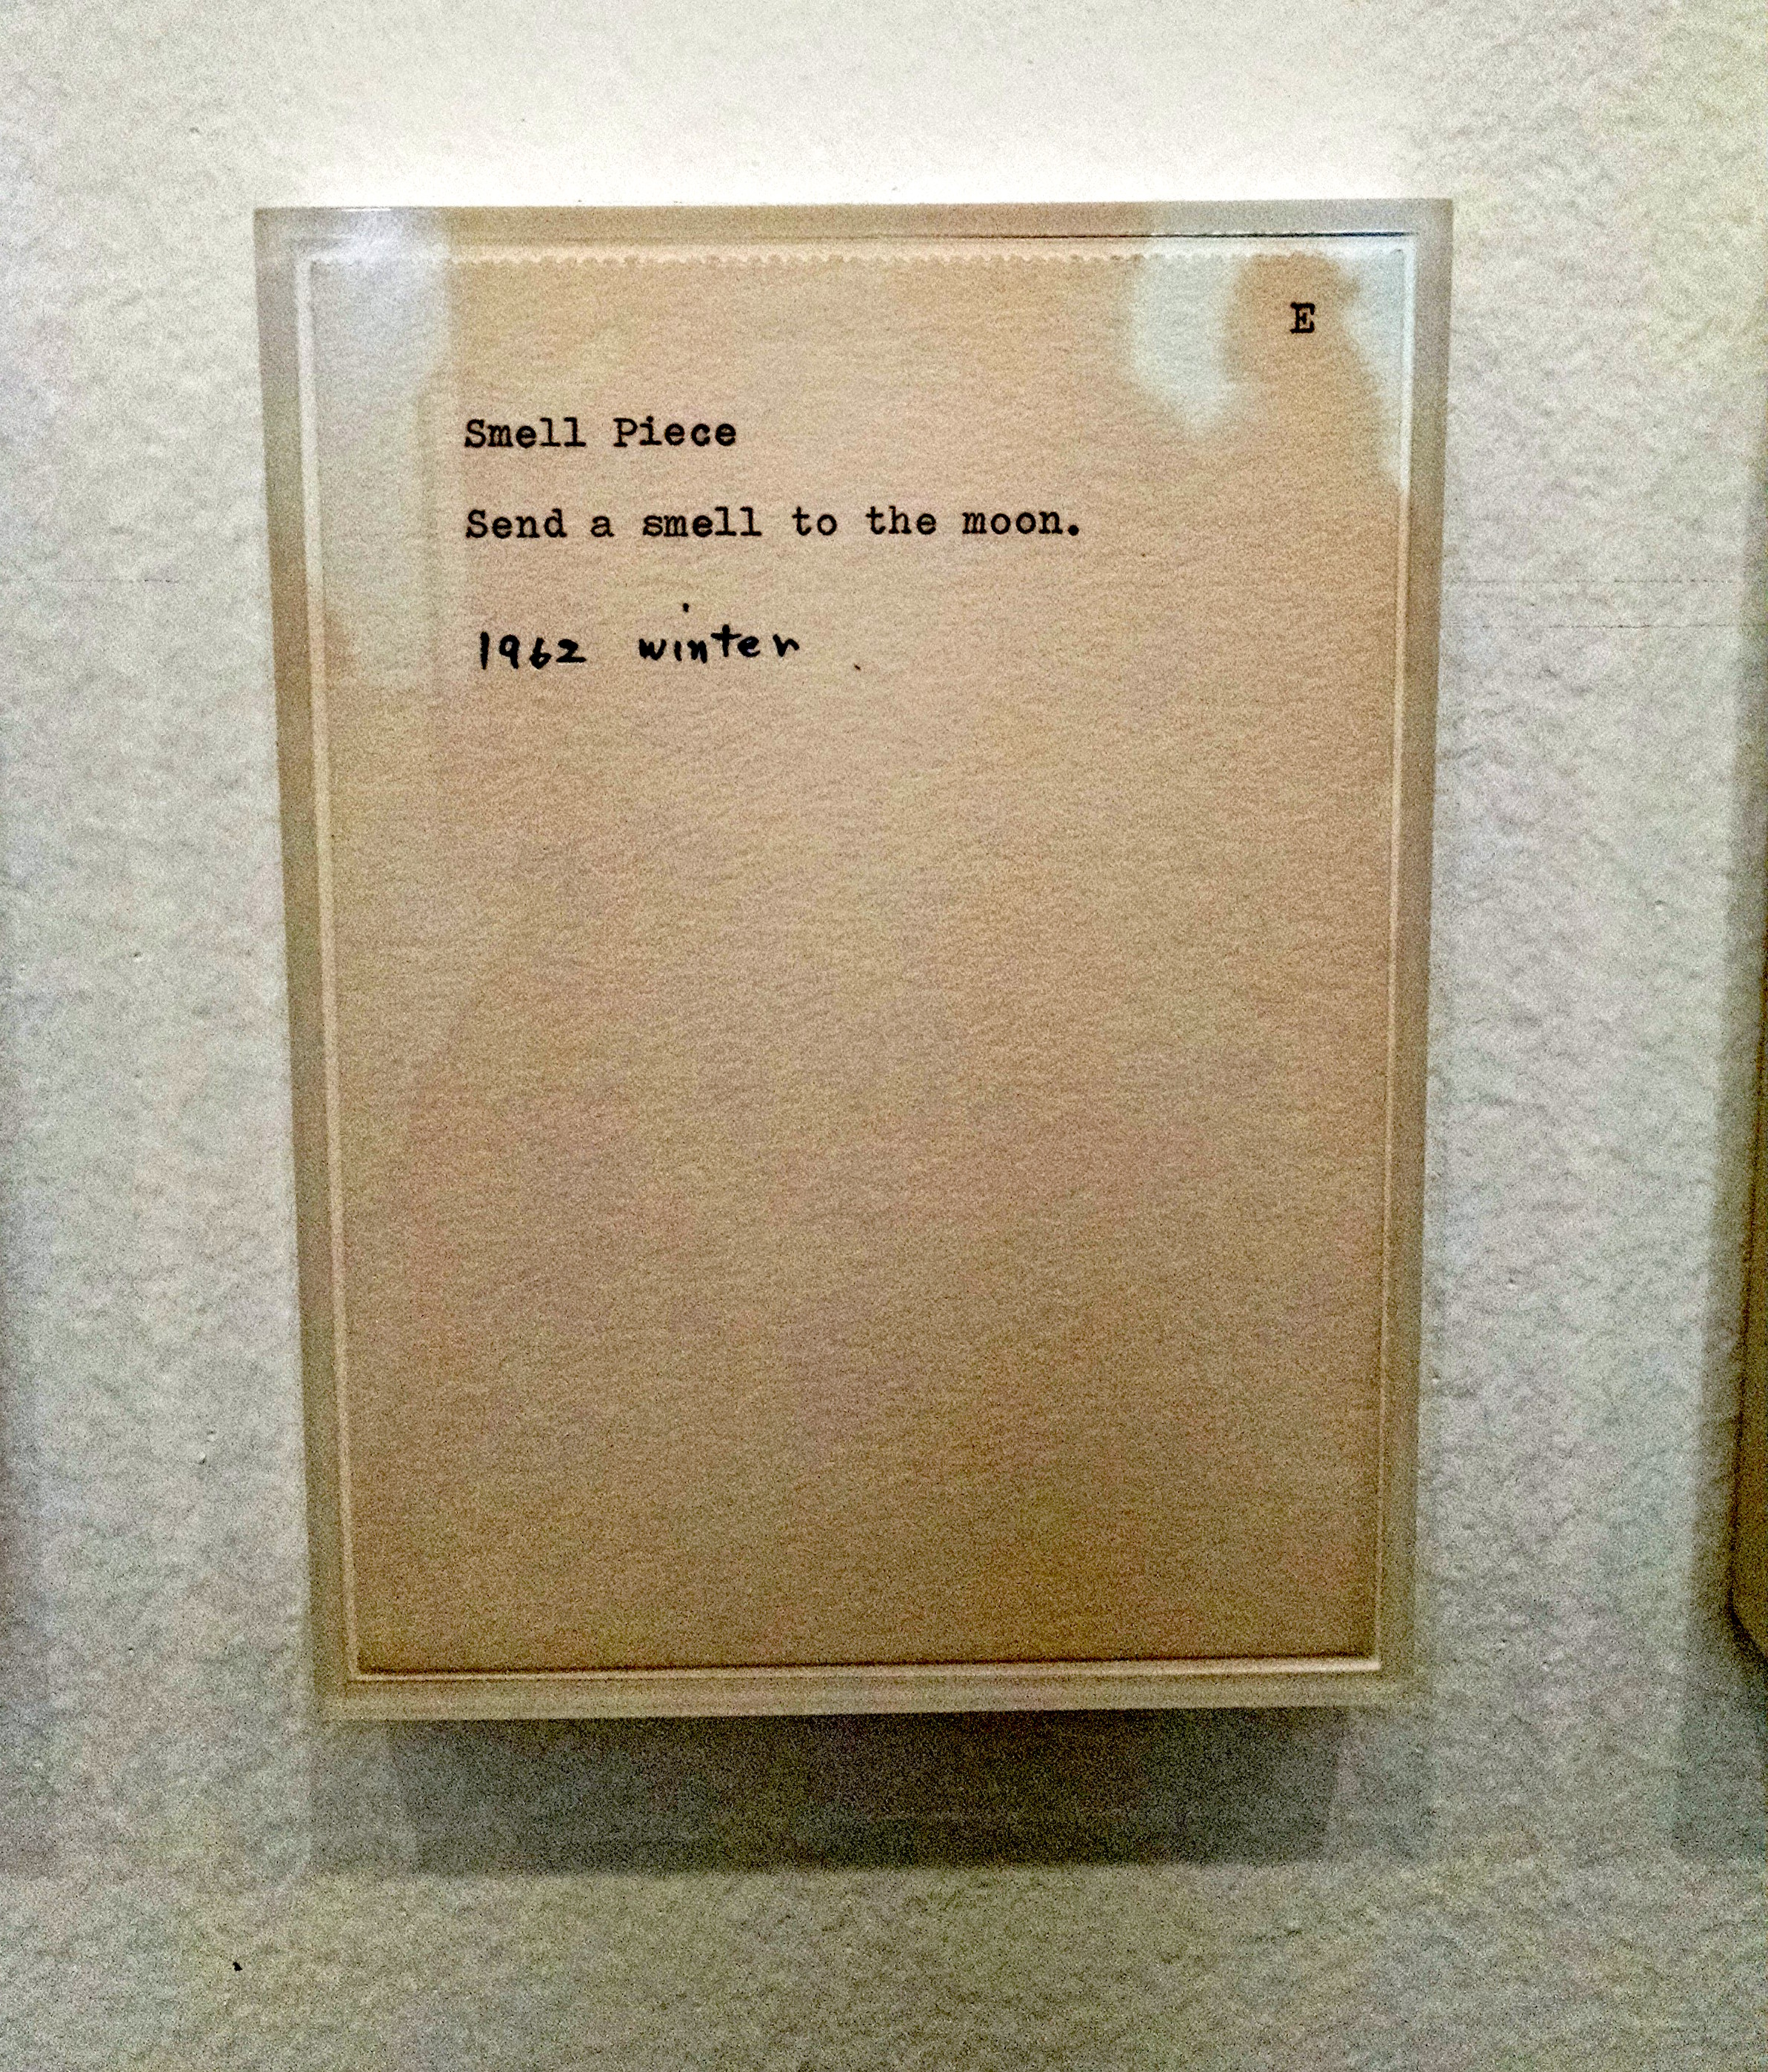 E
Smell Piece
Send a smell to the moon.
1962 winter